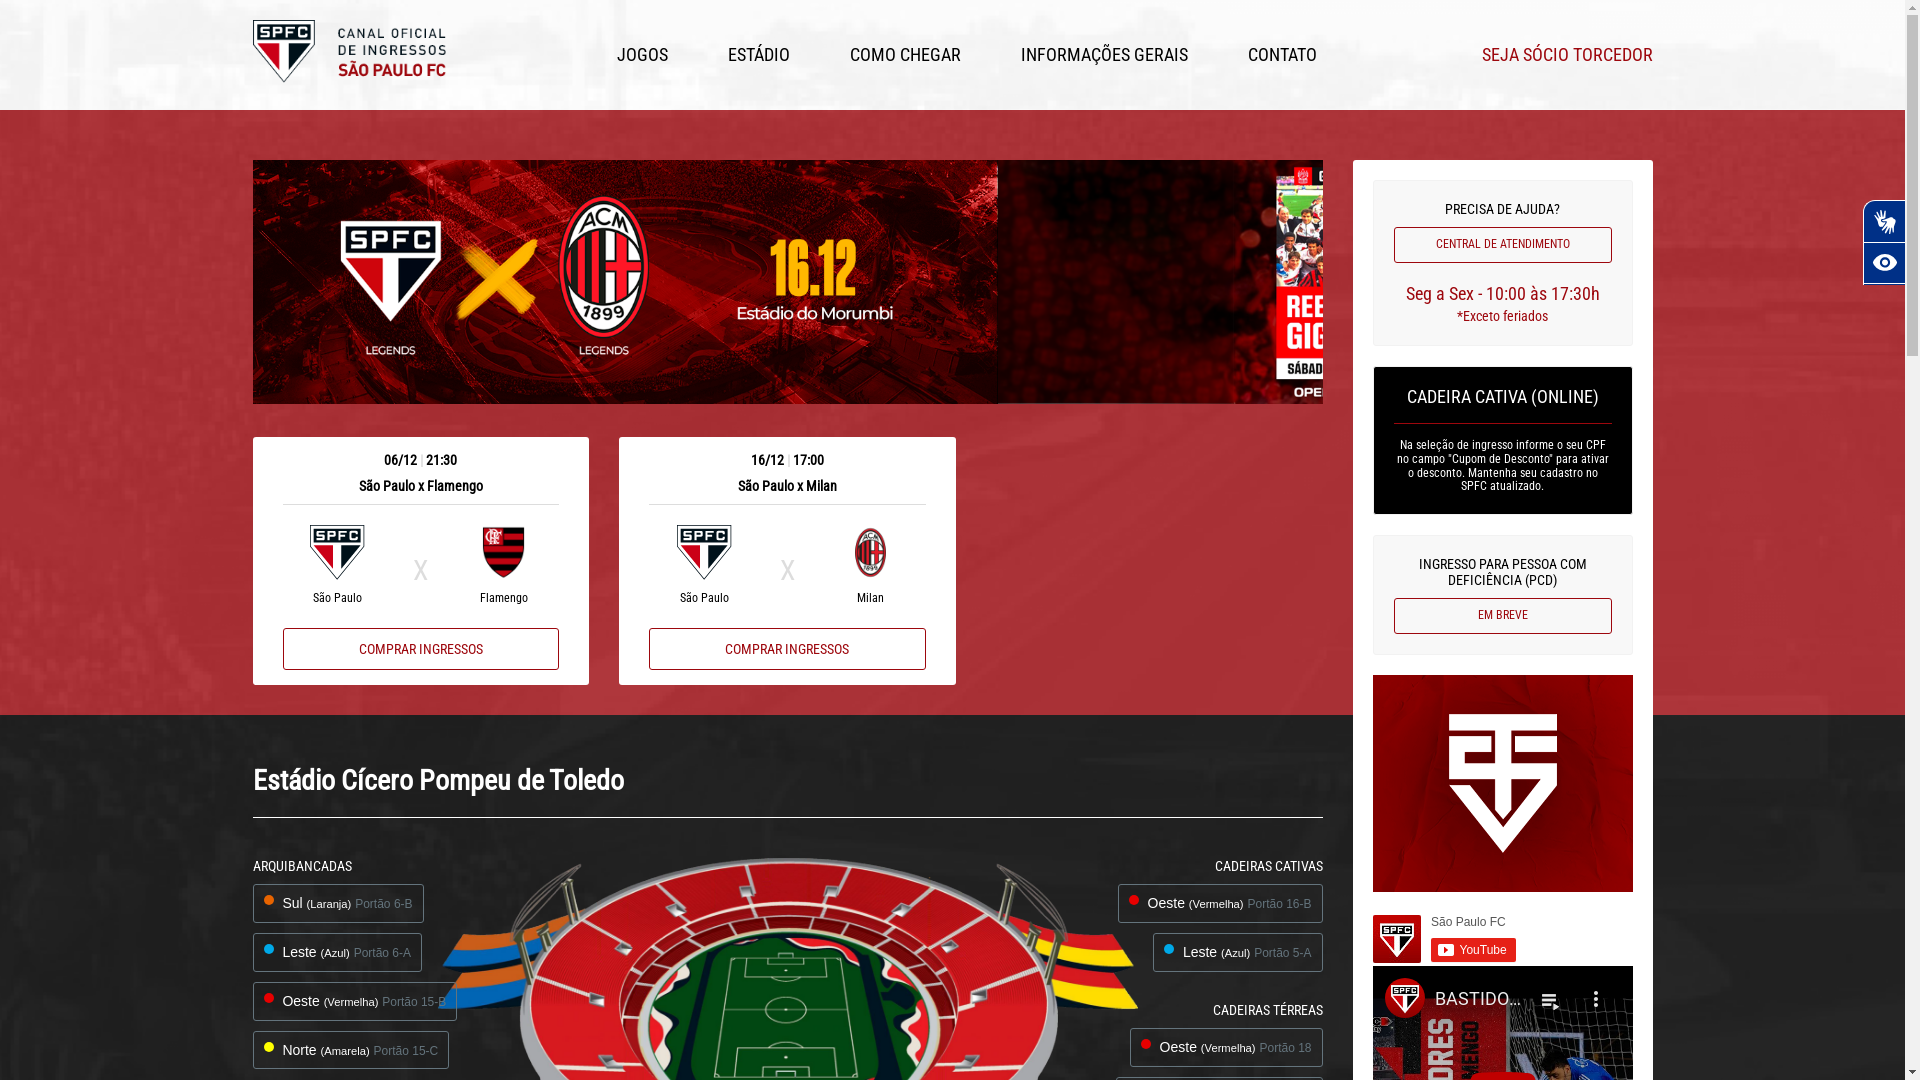 SPFC
CANAL OFICIAL
DE INGRESSOS
SÃO PAULO FC
JOGOS
ESTÁDIO
COMO CHEGAR
INFORMAÇÕES GERAIS
CONTATO
SEJA SÓCIO TORCEDOR
SPFC
LEGENDS
ACM
1899
LEGENDS
16.12
Estádio do Morumbi
06/12 | 21:30
São Paulo x Flamengo
SPFC
São Paulo
X
Flamengo
COMPRAR INGRESSOS
16/12 | 17:00
São Paulo x Milan
SPFC
São Paulo
X
ACM
1899
Milan
COMPRAR INGRESSOS
PRECISA DE AJUDA?
CENTRAL DE ATENDIMENTO
Seg a Sex - 10:00 às 17:30h
*Exceto feriados
CADEIRA CATIVA (ONLINE)
Na seleção de ingresso informe o seu CPF
no campo "Cupom de Desconto" para ativar
o desconto. Mantenha seu cadastro no
SPFC atualizado.
INGRESSO PARA PESSOA COM
DEFICIÊNCIA (PCD)
EM BREVE
São Paulo FC
YouTube
SPFC
BASTIDO...
Estádio Cícero Pompeu de Toledo
ARQUIBANCADAS
Sul (Laranja) Portão 6-B
Leste (Azul) Portão 6-A
Oeste (Vermelha) Portão 15-B
Norte (Amarela) Portão 15-C
CADEIRAS CATIVAS
Oeste (Vermelha) Portão 16-B
Leste (Azul) Portão 5-A
CADEIRAS TÉRREAS
Oeste (Vermelha) Portão 18